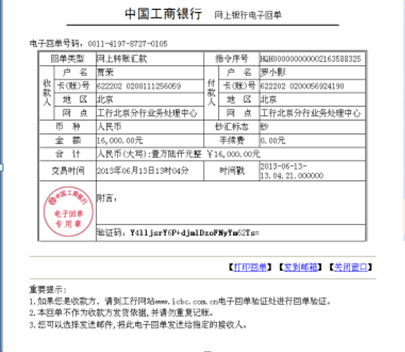 中国工商银行 网上银行电子回单
电子回单号码：0011-4197-8727-0105
回单类型 网上转账汇款 指令序号 HQH000000000002163588325
收款人 户 名 贾荣 付款人 户 名 罗小影
卡(账)号 622202 0200111256059 卡(账)号 622202 0200056924190
地 区 北京 地 区 北京
网 点 工行北京分行业务处理中心 网 点 工行北京分行业务处理中心
币 种 人民币 钞汇标志 钞
金 额 16,000.00元 手续费 0.00元
合 计 人民币(大写):壹万陆仟元整 ￥16,000.00元
交易时间 2013年06月13日13时04分 时间戳 2013-06-13-
13.04.21.000000
中国工商银行
电子回单
专用章
附言：
验证码：
【打印回单】 【发到邮箱】 【关闭窗口】
重要提示：
1.如果您是收款方，请到工行网站www.icbc.com.cn电子回单验证处进行回单验证。
2.本回单不作为收款方发货依据,并请勿重复记账。
3.您可以选择发送邮件,将此电子回单发送给指定的接收人。